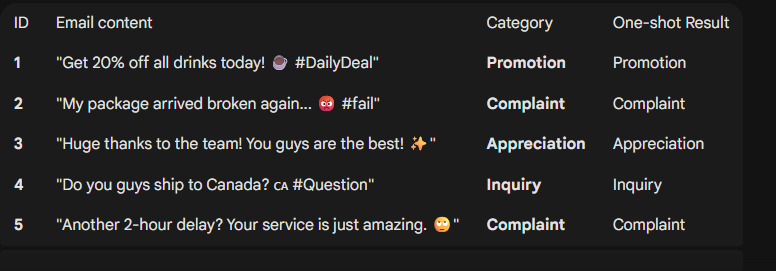 ID Email content Category One-shot Result
1 "Get 20% off all drinks today! ☕ #DailyDeal" Promotion Promotion
2 "My package arrived broken again... 😡 #fail" Complaint Complaint
3 "Huge thanks to the team! You guys are the best! ✨" Appreciation Appreciation
4 "Do you guys ship to Canada? 🇨🇦 #Question" Inquiry Inquiry
5 "Another 2-hour delay? Your service is just amazing. 🙄" Complaint Complaint